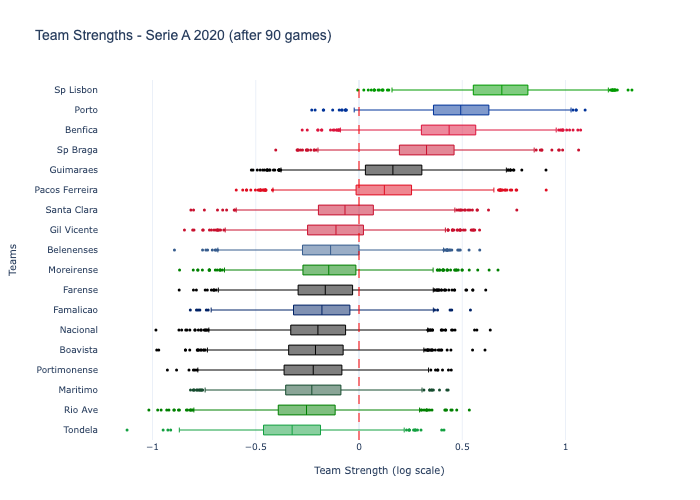 Team Strengths - Serie A 2020 (after 90 games)
Sp Lisbon
Porto
Benfica
Sp Braga
Guimaraes
Pacos Ferreira
Santa Clara
Gil Vicente
Belenenses
Moreirense
Farense
Famalicao
Nacional
Boavista
Portimonense
Maritimo
Rio Ave
Tondela
Teams
−1 −0.5 0 0.5 1
Team Strength (log scale)